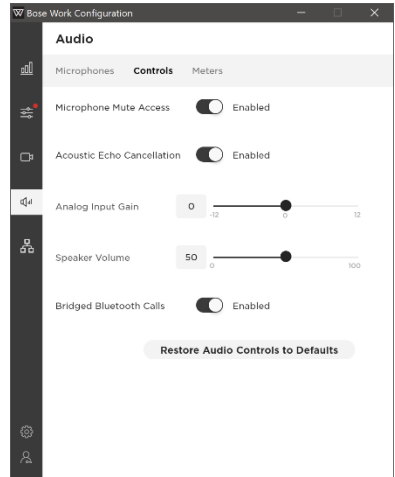 W Bose Work Configuration
Audio
Microphones Controls Meters
Microphone Mute Access Enabled
Acoustic Echo Cancellation Enabled
Analog Input Gain 0 -12 0 12
Speaker Volume 50 0 100
Bridged Bluetooth Calls Enabled
Restore Audio Controls to Defaults